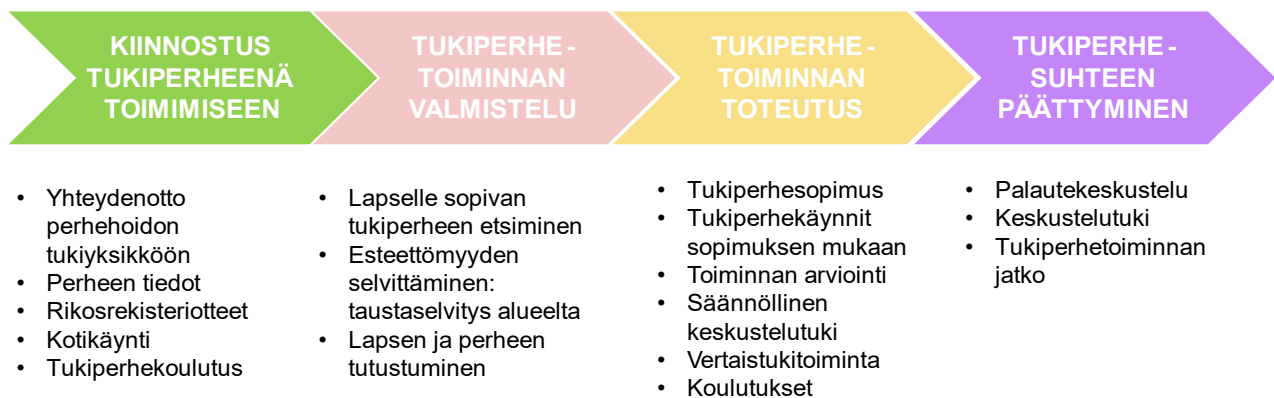 KIINNOSTUS
TUKIPERHEENÄ
TOIMIMISEEN
TUKIPERHE-
TOIMINNAN
VALMISTELU
TUKIPERHE-
TOIMINNAN
TOTEUTUS
TUKIPERHE-
SUHTEEN
PÄÄTTYMINEN
• Yhteydenotto
perhehoidon
tukiyksikköön
• Perheen tiedot
• Rikosrekisteriotteet
• Kotikäynti
• Tukiperhekoulutus
• Lapselle sopivan
tukiperheen etsiminen
• Esteettömyyden
selvittäminen:
taustaselvitys alueelta
• Lapsen ja perheen
tutustuminen
• Tukiperhesopimus
• Tukiperhekäynnit
sopimuksen mukaan
• Toiminnan arviointi
• Säännöllinen
keskustelutuki
• Vertaistukitoiminta
• Koulutukset
• Palautekeskustelu
• Keskustelutuki
• Tukiperhetoiminnan
jatko